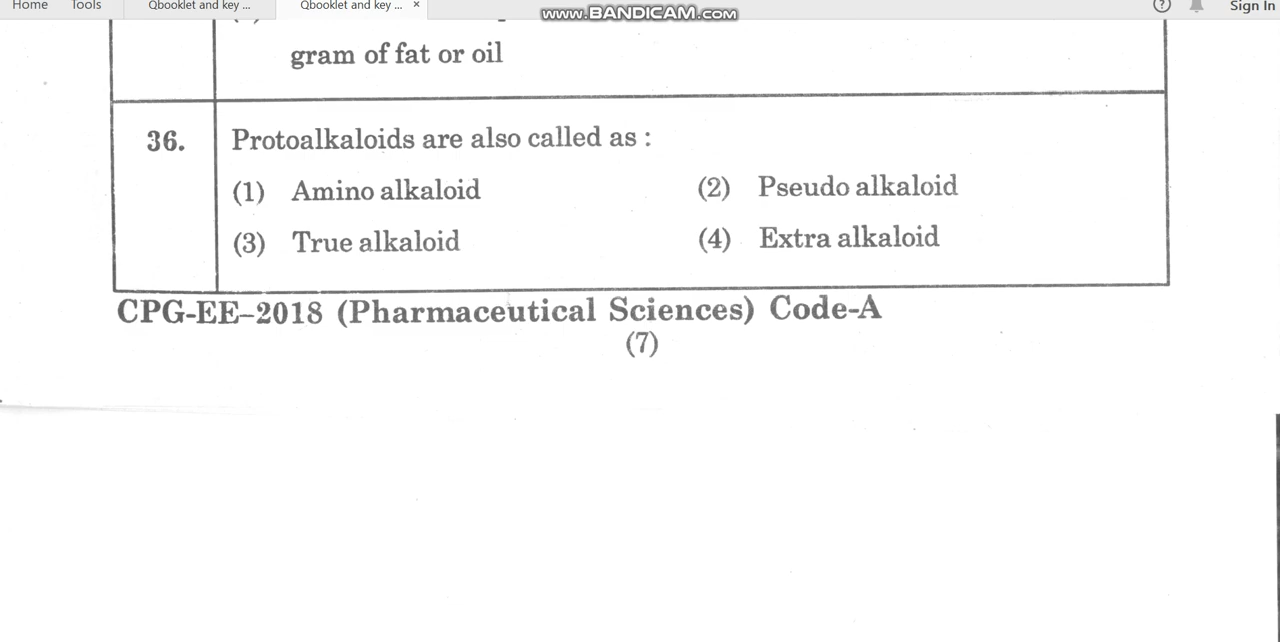 Home Tools Qbooklet and key ... Qbooklet and key ... × Sign In
www.BANDICAM.com
gram of fat or oil
36. Protoalkaloids are also called as :
(1) Amino alkaloid (2) Pseudo alkaloid
(3) True alkaloid (4) Extra alkaloid
CPG-EE–2018 (Pharmaceutical Sciences) Code-A
(7)